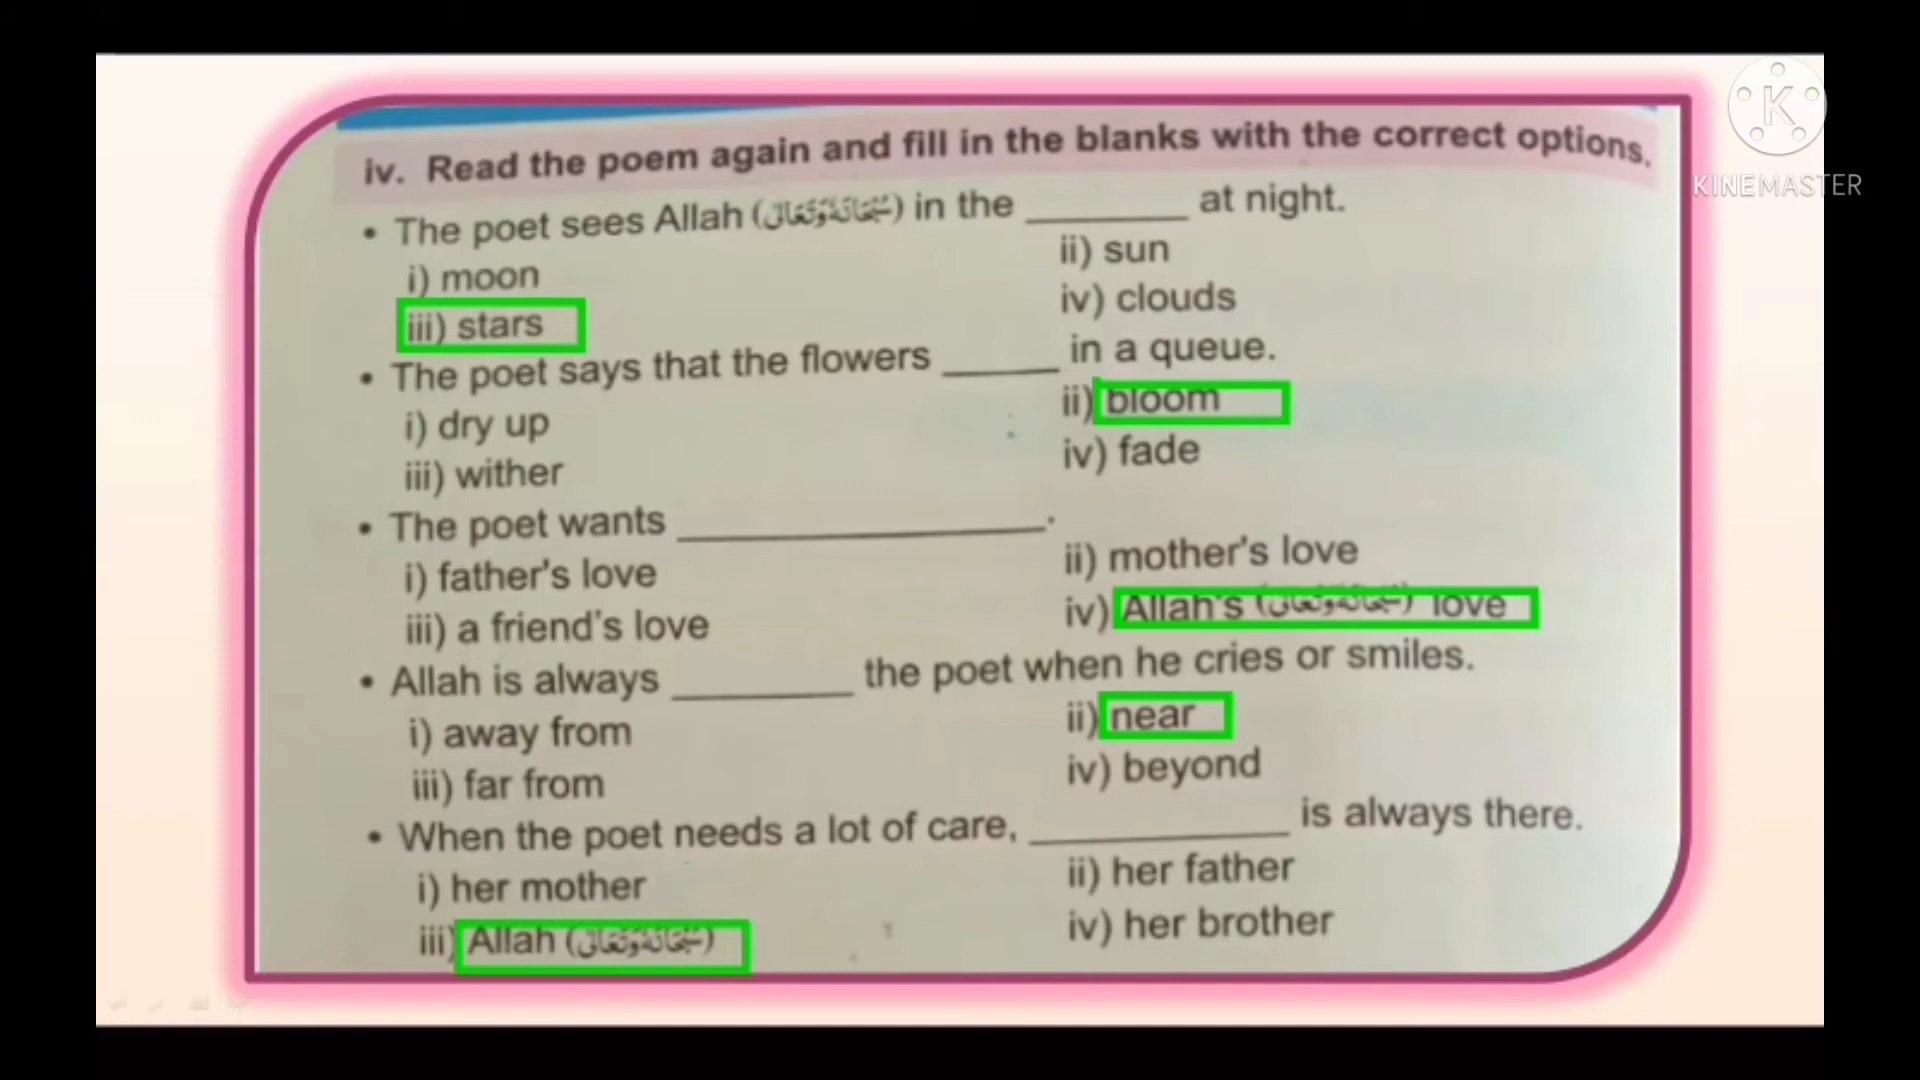 iv. Read the poem again and fill in the blanks with the correct options.
• The poet sees Allah (سُبْحَانَهُ وَتَعَالَى) in the ________ at night.
i) moon
ii) sun
iii) stars
iv) clouds
• The poet says that the flowers ______ in a queue.
i) dry up
ii) bloom
iii) wither
iv) fade
• The poet wants __________________.
i) father's love
ii) mother's love
iii) a friend's love
iv) Allah's (سُبْحَانَهُ وَتَعَالَى) love
• Allah is always _________ the poet when he cries or smiles.
i) away from
ii) near
iii) far from
iv) beyond
• When the poet needs a lot of care, _____________ is always there.
i) her mother
ii) her father
iii) Allah (سُبْحَانَهُ وَتَعَالَى)
iv) her brother
K
KINEMASTER